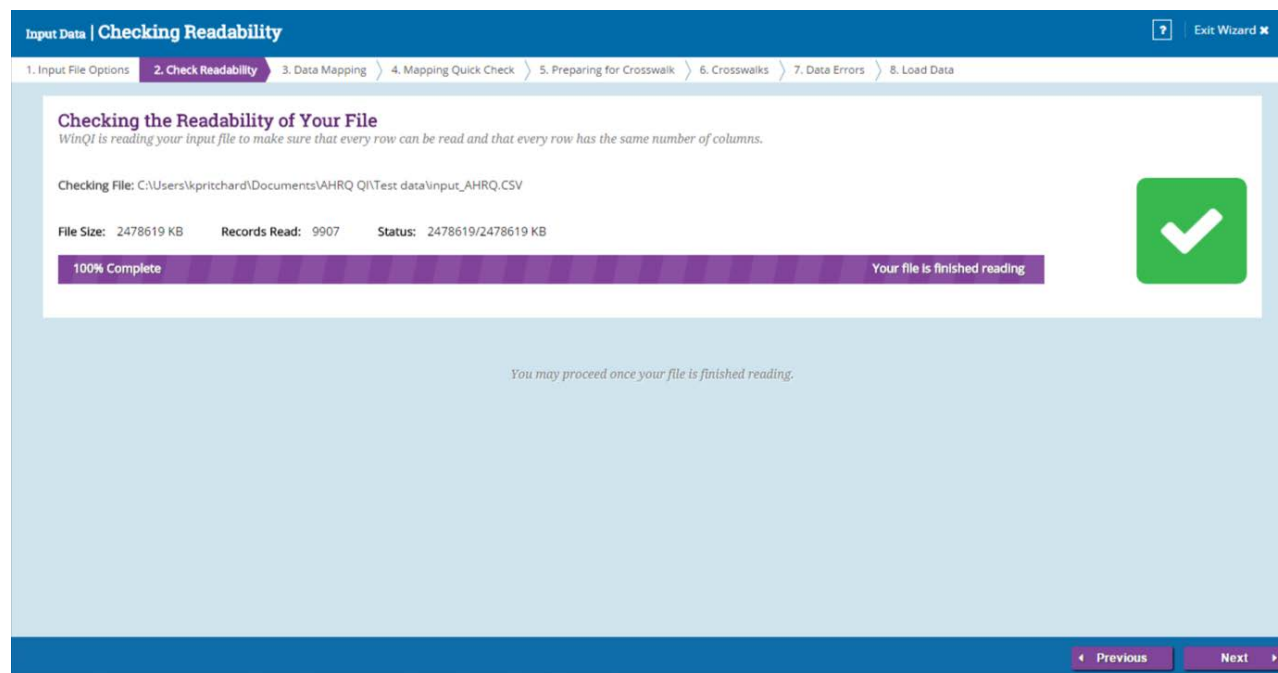 Input Data | Checking Readability
? Exit Wizard ✖
1. Input File Options 2. Check Readability 3. Data Mapping 4. Mapping Quick Check 5. Preparing for Crosswalk 6. Crosswalks 7. Data Errors 8. Load Data
Checking the Readability of Your File
WinQI is reading your input file to make sure that every row can be read and that every row has the same number of columns.
Checking File: C:\Users\kpritchard\Documents\AHRQ QI\Test data\input_AHRQ.CSV
File Size: 2478619 KB Records Read: 9907 Status: 2478619/2478619 KB
100% Complete Your file is finished reading
You may proceed once your file is finished reading.
Previous Next